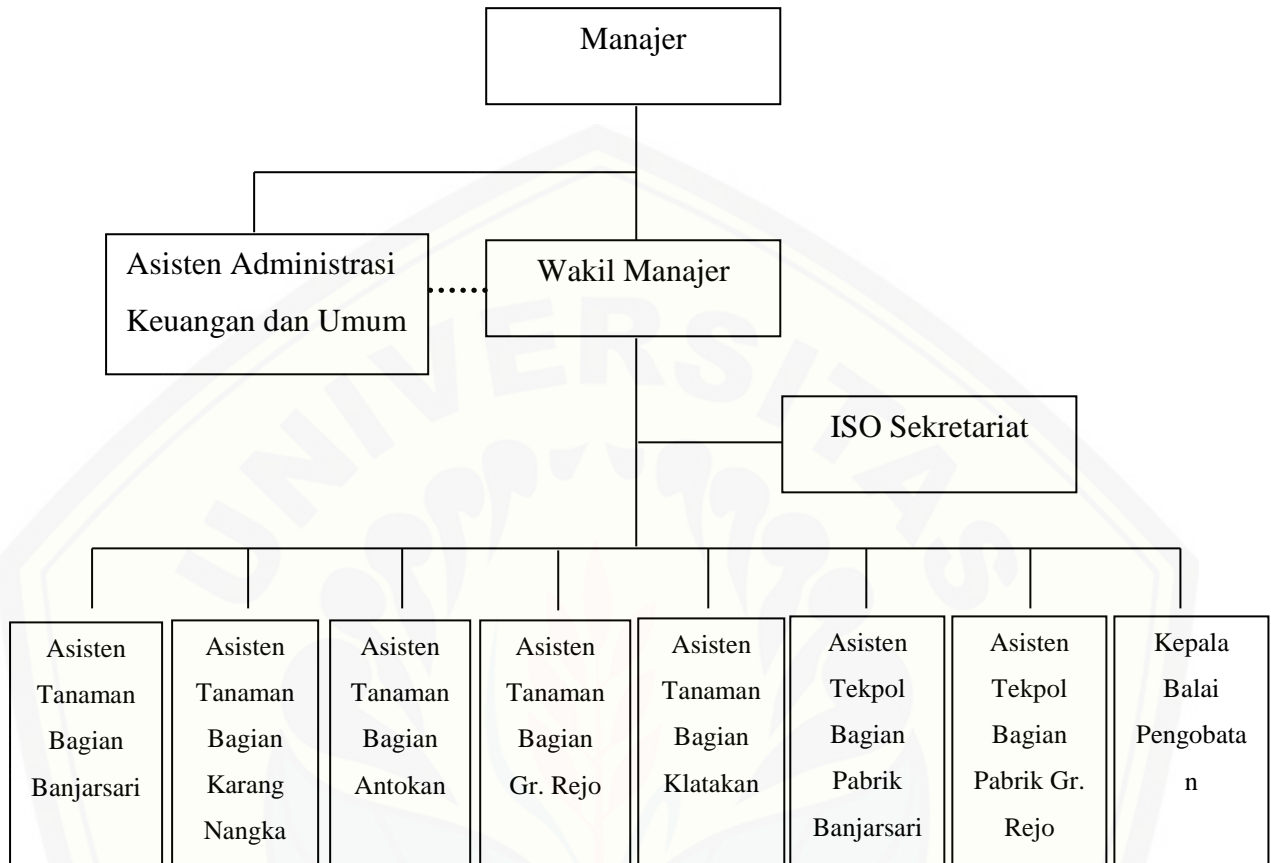 Manajer
Asisten Administrasi
Keuangan dan Umum
Wakil Manajer
ISO Sekretariat
Asisten
Tanaman
Bagian
Banjarsari
Asisten
Tanaman
Bagian
Karang
Nangka
Asisten
Tanaman
Bagian
Antokan
Asisten
Tanaman
Bagian
Gr. Rejo
Asisten
Tanaman
Bagian
Klatakan
Asisten
Tekpol
Bagian
Pabrik
Banjarsari
Asisten
Tekpol
Bagian
Pabrik Gr.
Rejo
Kepala
Balai
Pengobata
n
UNIVERSITAS